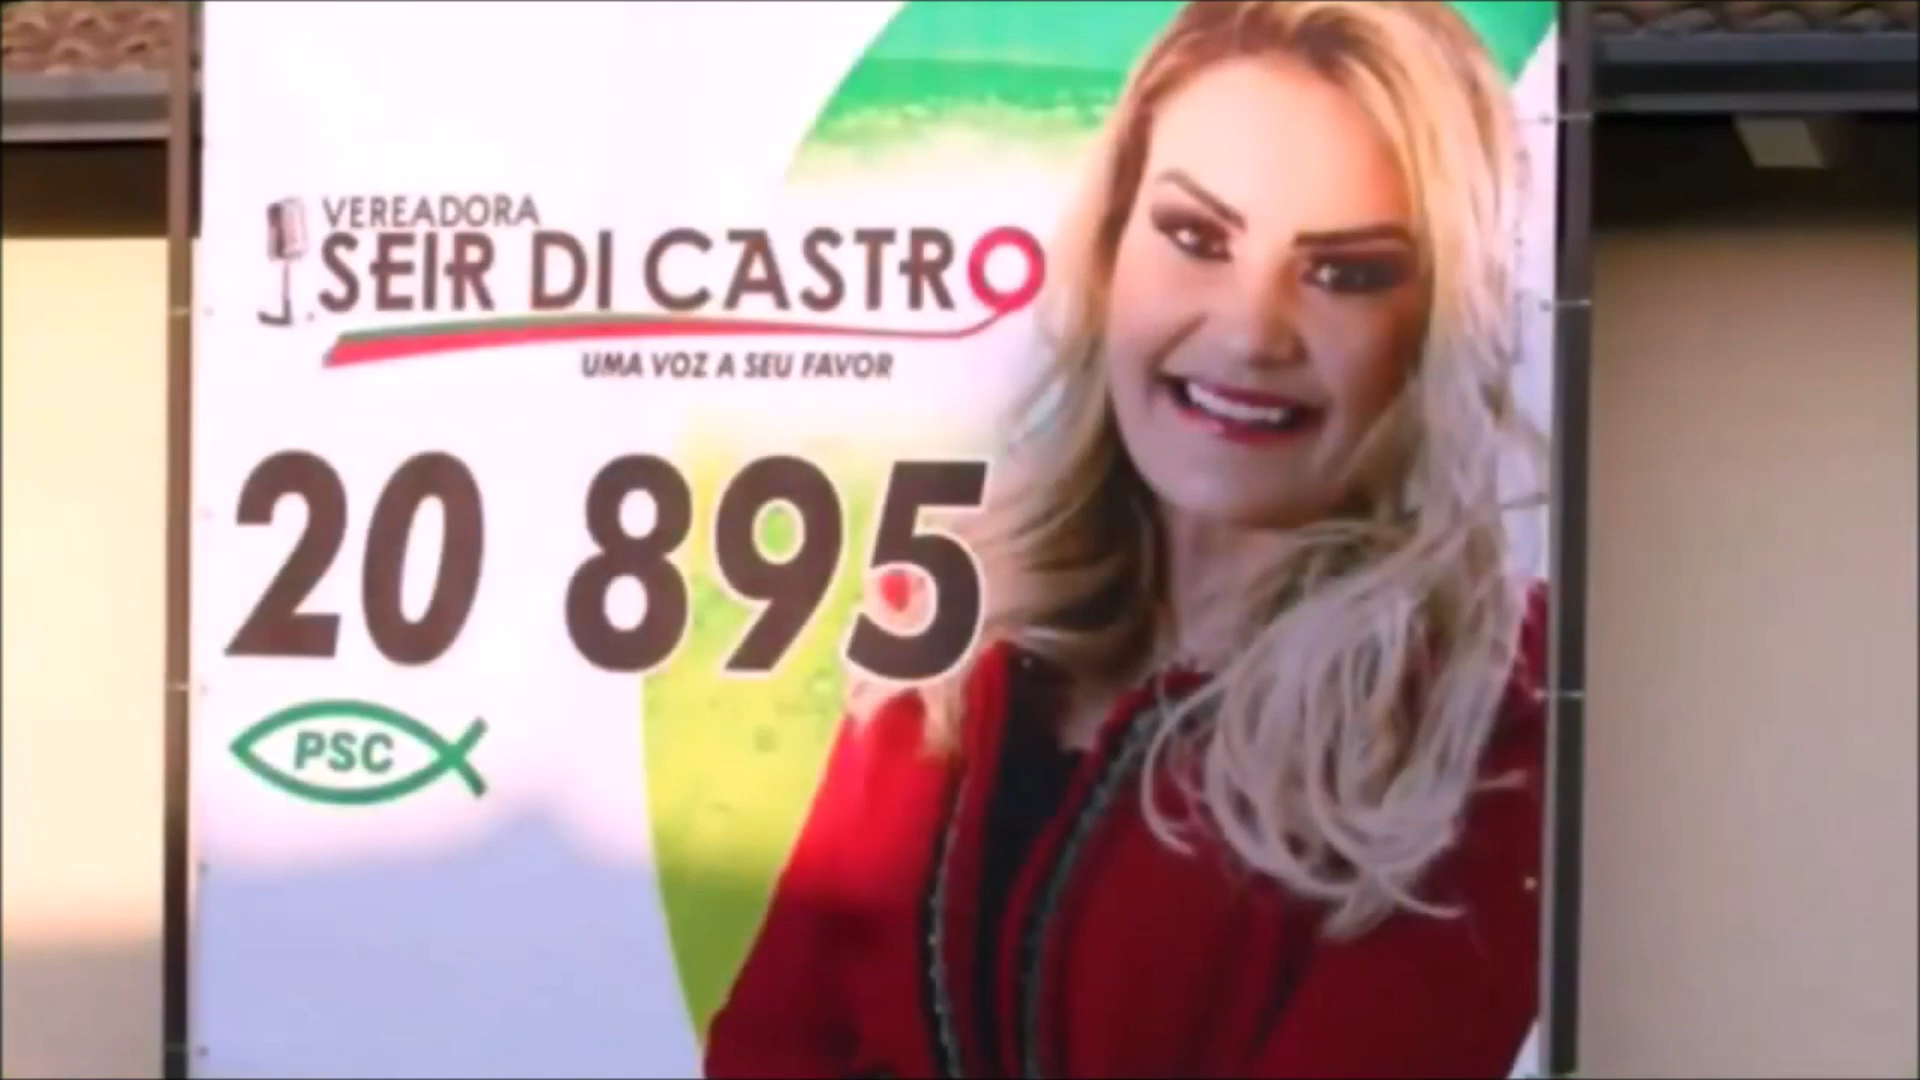 VEREADORA
SEIR DI CASTRO
UMA VOZ A SEU FAVOR
20 895
PSC